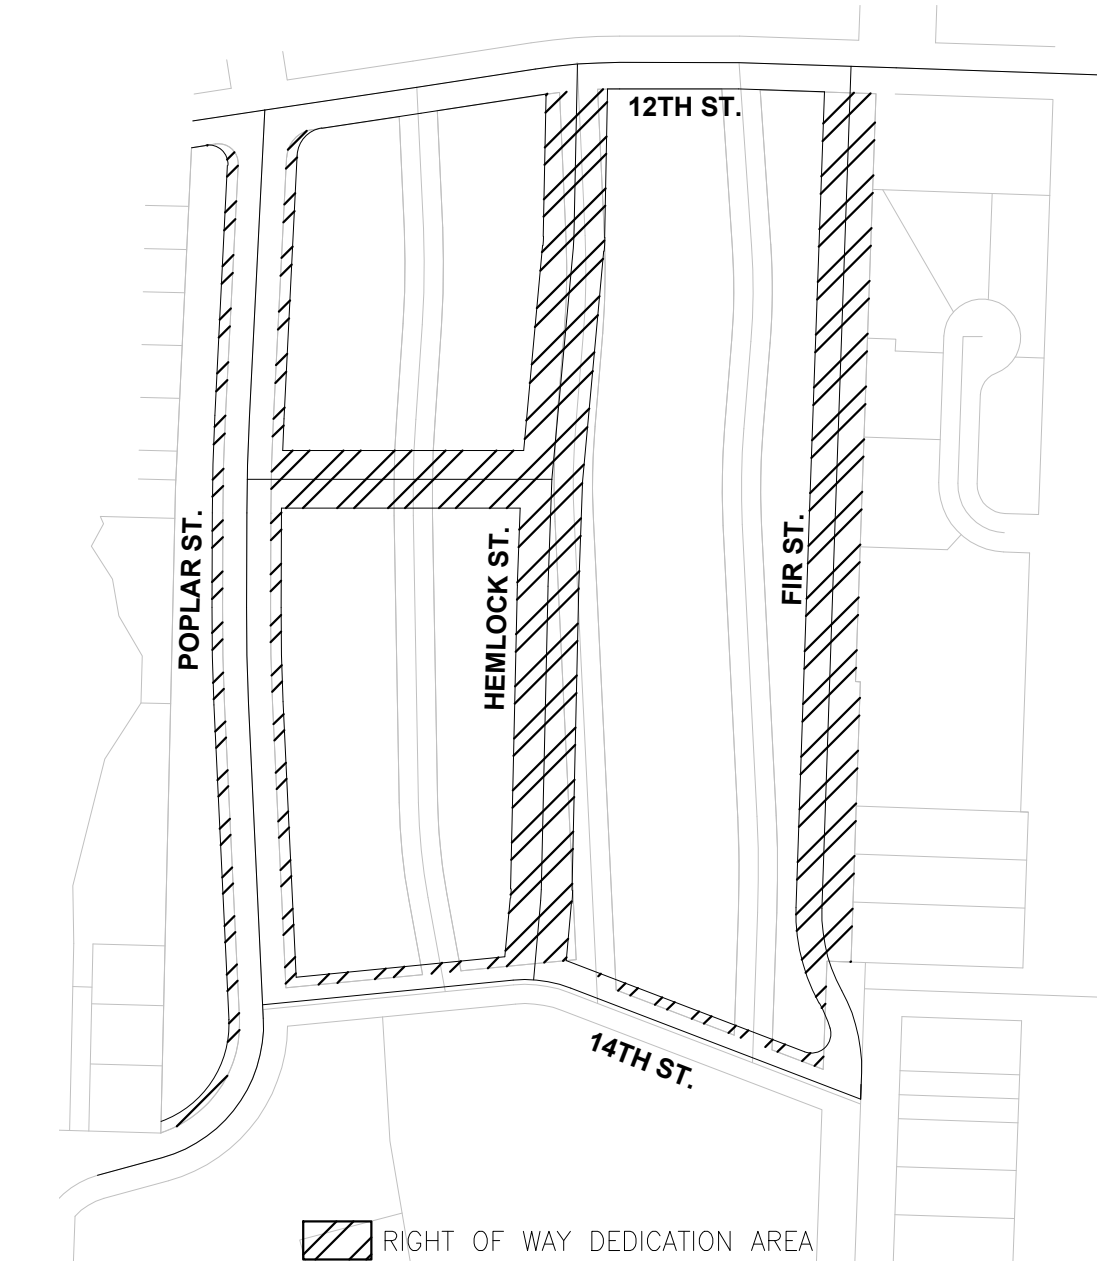 12TH ST.
POPLAR ST.
HEMLOCK ST.
FIR ST.
14TH ST.
RIGHT OF WAY DEDICATION AREA